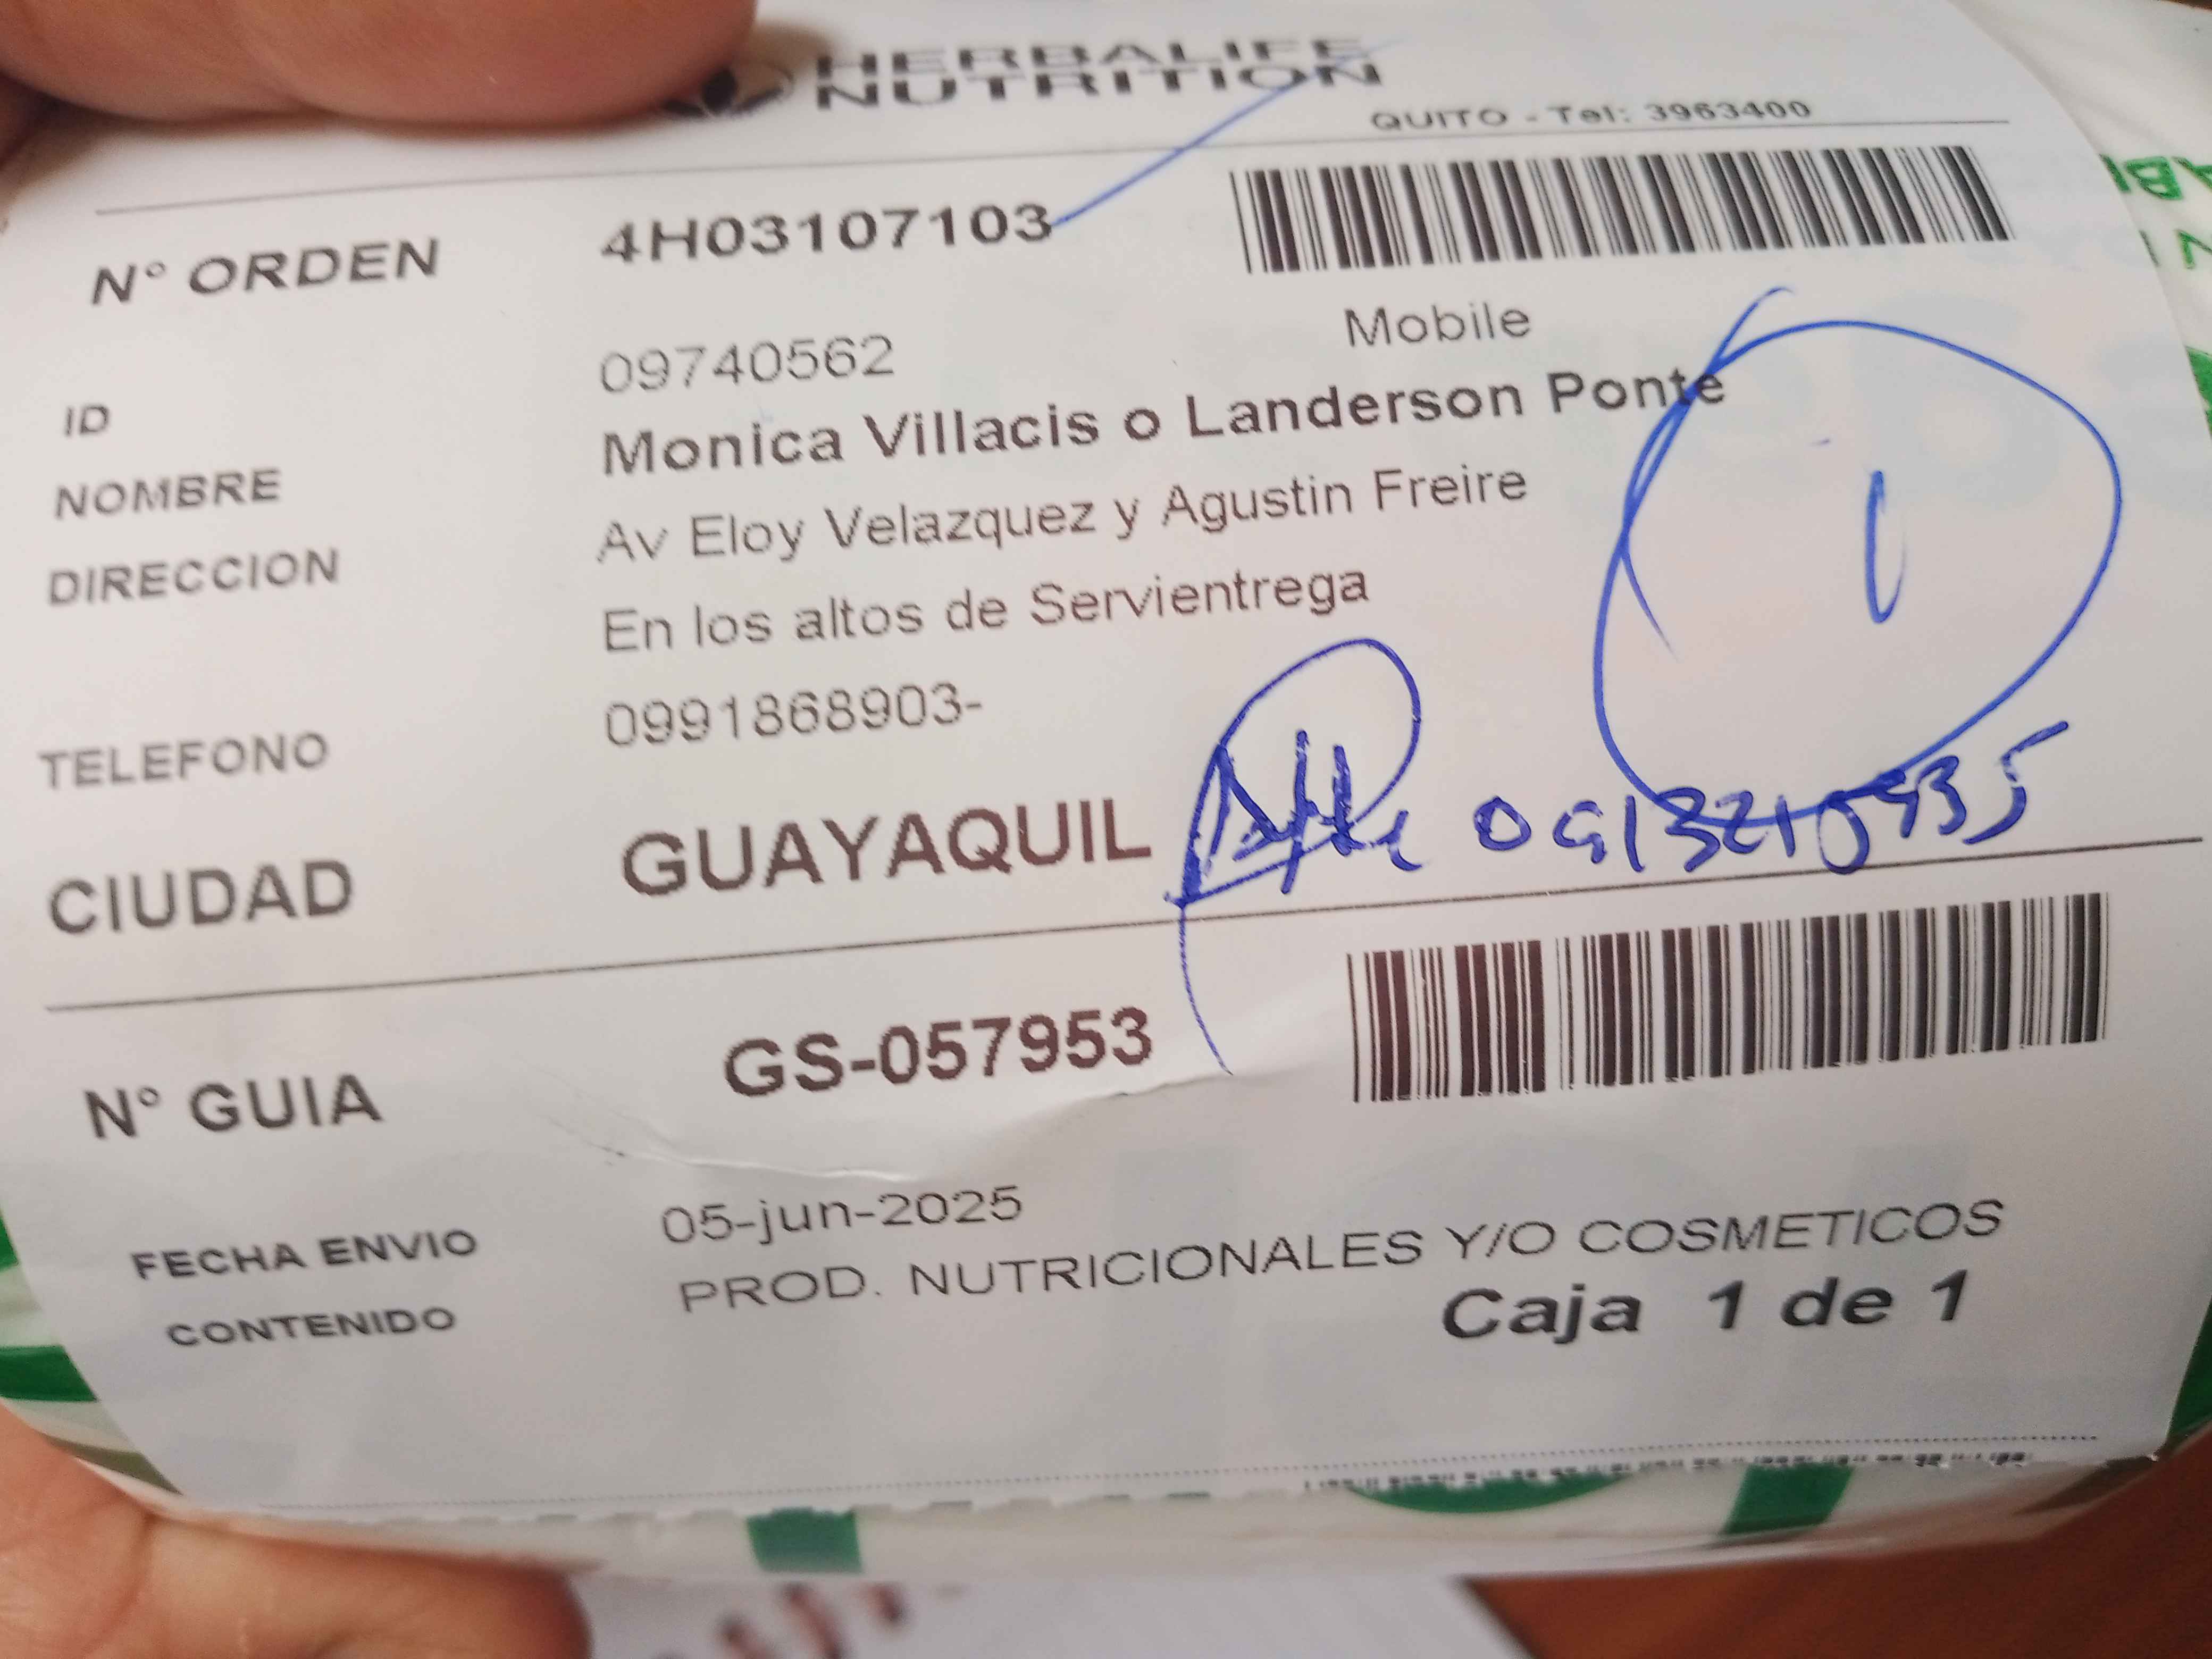 HERBALIFE
NUTRITION
QUITO - Tel: 3963400
N° ORDEN 4H03107103
Mobile
ID 09740562
NOMBRE Monica Villacis o Landerson Ponte
DIRECCION Av Eloy Velazquez y Agustin Freire
En los altos de Servientrega
1
TELEFONO 0991868903-
CIUDAD GUAYAQUIL
N° GUIA GS-057953
FECHA ENVIO 05-jun-2025
CONTENIDO PROD. NUTRICIONALES Y/O COSMETICOS
Caja 1 de 1